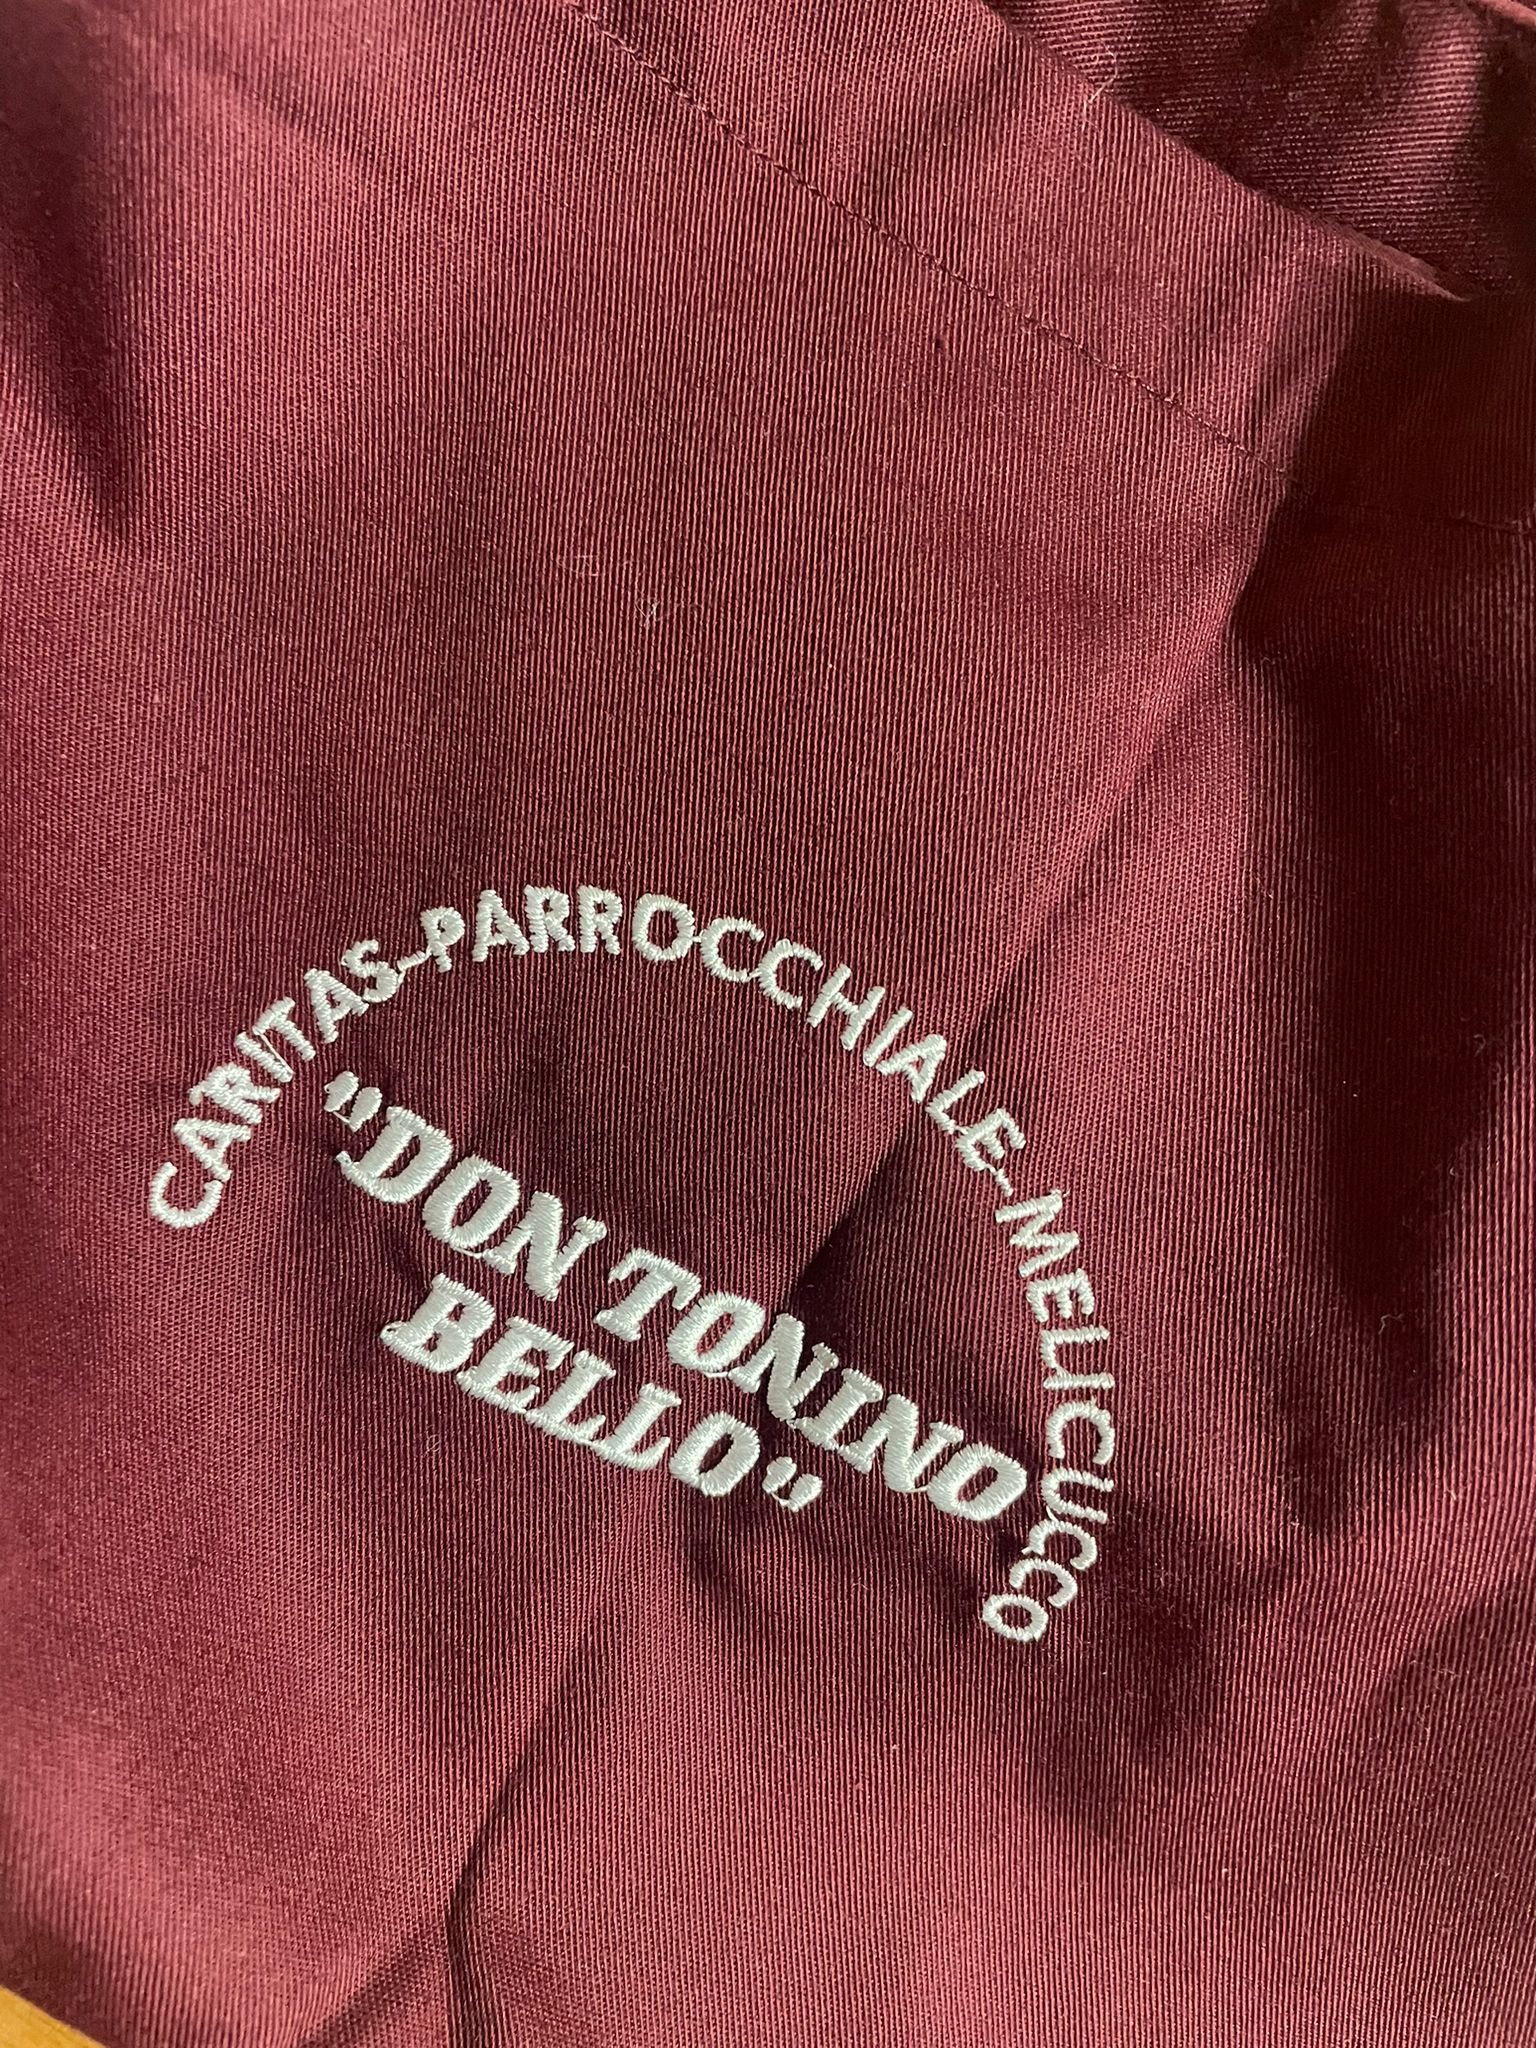 CARITAS-PARROCCHIALE-MELICUCCO
"DON TONINO
BELLO"